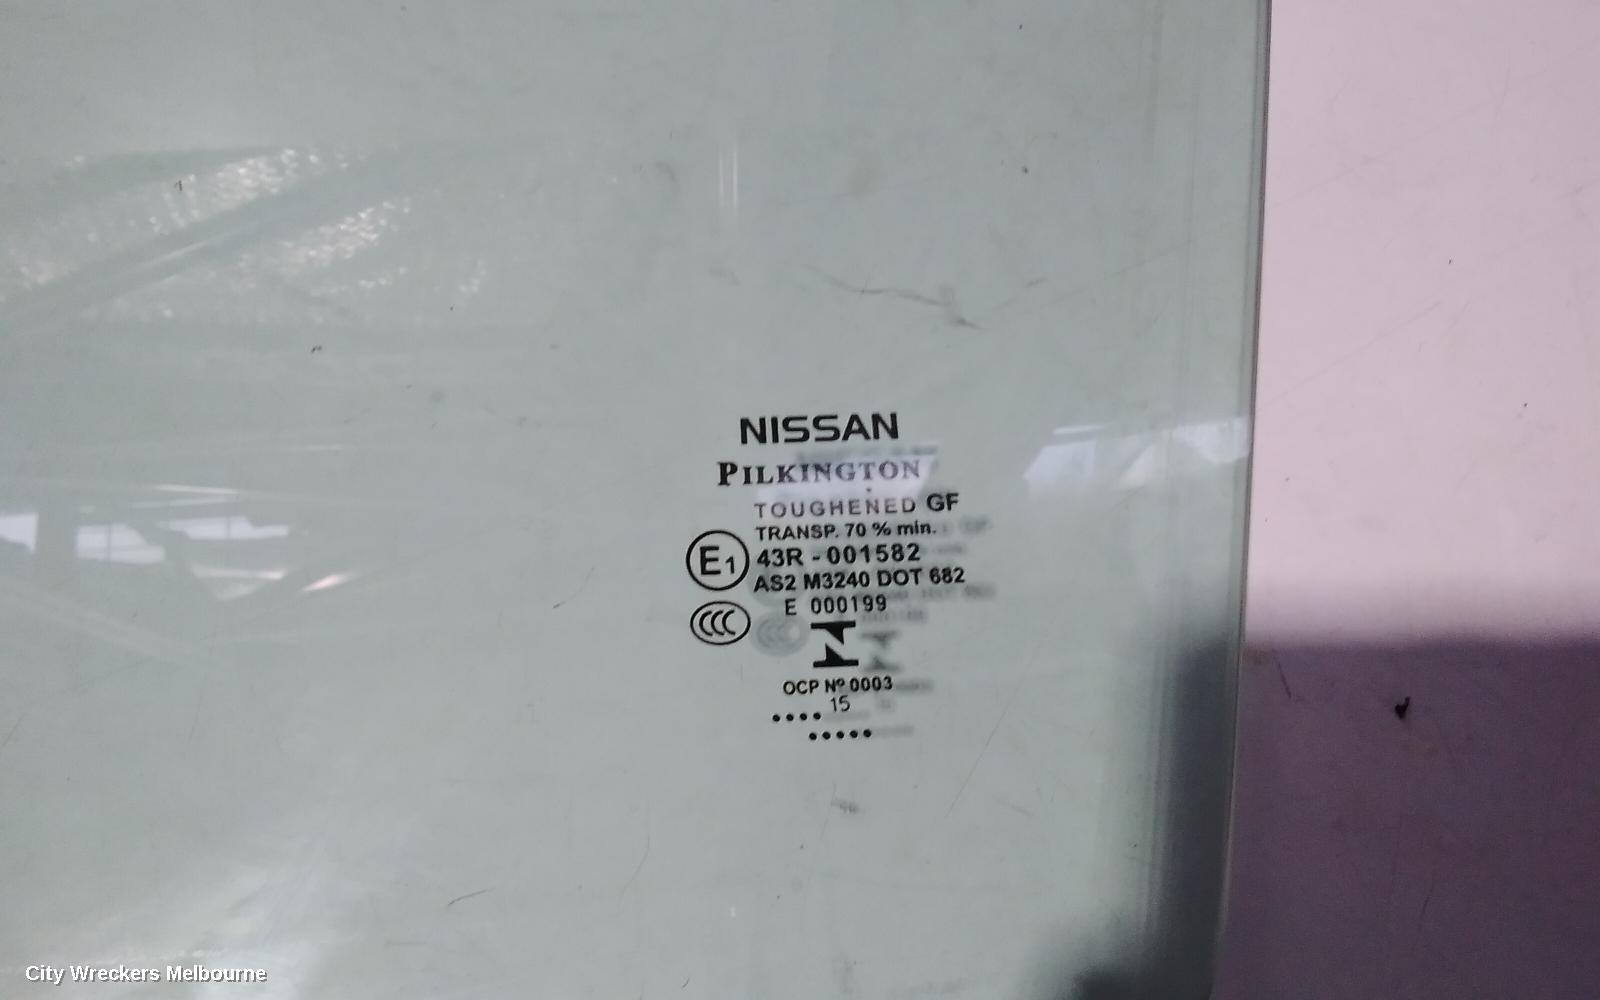 NISSAN
PILKINGTON
TOUGHENED GF
TRANSP. 70 % min.
E1 43R - 001582
AS2 M3240 DOT 682
E 000199
CCC
OCP Nº 0003
15
City Wreckers Melbourne